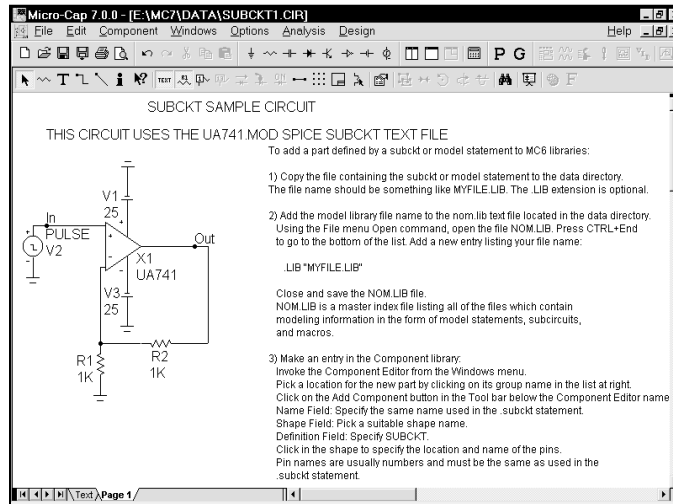 Micro-Cap 7.0.0 - [E:\MC7\DATA\SUBCKT1.CIR]
File Edit Component Windows Options Analysis Design Help
T TEXT P G F
SUBCKT SAMPLE CIRCUIT
THIS CIRCUIT USES THE UA741.MOD SPICE SUBCKT TEXT FILE
To add a part defined by a subckt or model statement to MC6 libraries:
1) Copy the file containing the subckt or model statement to the data directory.
The file name should be something like MYFILE.LIB. The .LIB extension is optional.
2) Add the model library file name to the nom.lib text file located in the data directory.
Using the File menu Open command, open the file NOM.LIB. Press CTRL+End
to go to the bottom of the list. Add a new entry listing your file name:
.LIB "MYFILE.LIB"
Close and save the NOM.LIB file.
NOM.LIB is a master index file listing all of the files which contain
modeling information in the form of model statements, subcircuits,
and macros.
3) Make an entry in the Component library:
Invoke the Component Editor from the Windows menu.
Pick a location for the new part by clicking on its group name in the list at right.
Click on the Add Component button in the Tool bar below the Component Editor name
Name Field: Specify the same name used in the .subckt statement.
Shape Field: Pick a suitable shape name.
Definition Field: Specify SUBCKT.
Click in the shape to specify the location and name of the pins.
Pin names are usually numbers and must be the same as used in the
.subckt statement.
V1
25
In
PULSE
V2
Out
X1
UA741
V3
25
R1
1K
R2
1K
Text Page 1